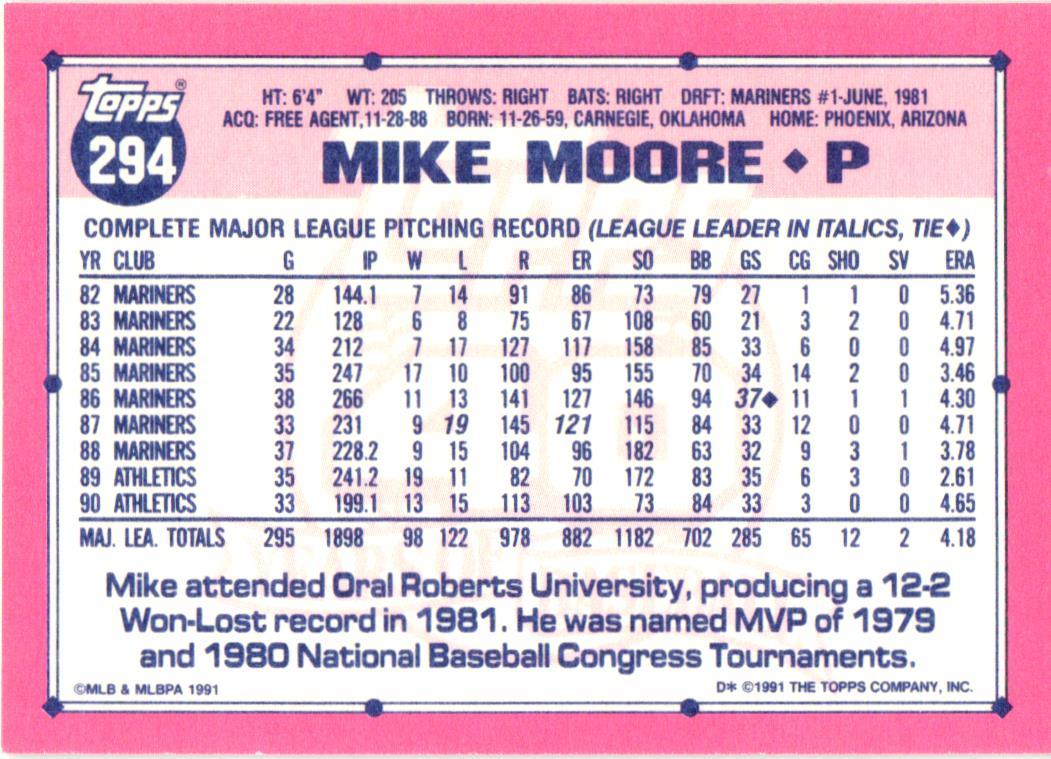 Topps®
294
HT: 6'4" WT: 205 THROWS: RIGHT BATS: RIGHT DRFT: MARINERS #1-JUNE, 1981
ACQ: FREE AGENT,11-28-88 BORN: 11-26-59, CARNEGIE, OKLAHOMA HOME: PHOENIX, ARIZONA
MIKE MOORE ◆ P
COMPLETE MAJOR LEAGUE PITCHING RECORD (LEAGUE LEADER IN ITALICS, TIE◆)
YR CLUB G IP W L R ER SO BB GS CG SHO SV ERA
82 MARINERS 28 144.1 7 14 91 86 73 79 27 1 1 0 5.36
83 MARINERS 22 128 6 8 75 67 108 60 21 3 2 0 4.71
84 MARINERS 34 212 7 17 127 117 158 85 33 6 0 0 4.97
85 MARINERS 35 247 17 10 100 95 155 70 34 14 2 0 3.46
86 MARINERS 38 266 11 13 141 127 146 94 37◆ 11 1 1 4.30
87 MARINERS 33 231 9 19 145 121 115 84 33 12 0 0 4.71
88 MARINERS 37 228.2 9 15 104 96 182 63 32 9 3 1 3.78
89 ATHLETICS 35 241.2 19 11 82 70 172 83 35 6 3 0 2.61
90 ATHLETICS 33 199.1 13 15 113 103 73 84 33 3 0 0 4.65
MAJ. LEA. TOTALS 295 1898 98 122 978 882 1182 702 285 65 12 2 4.18
Mike attended Oral Roberts University, producing a 12-2
Won-Lost record in 1981. He was named MVP of 1979
and 1980 National Baseball Congress Tournaments.
©MLB & MLBPA 1991
D* ©1991 THE TOPPS COMPANY, INC.